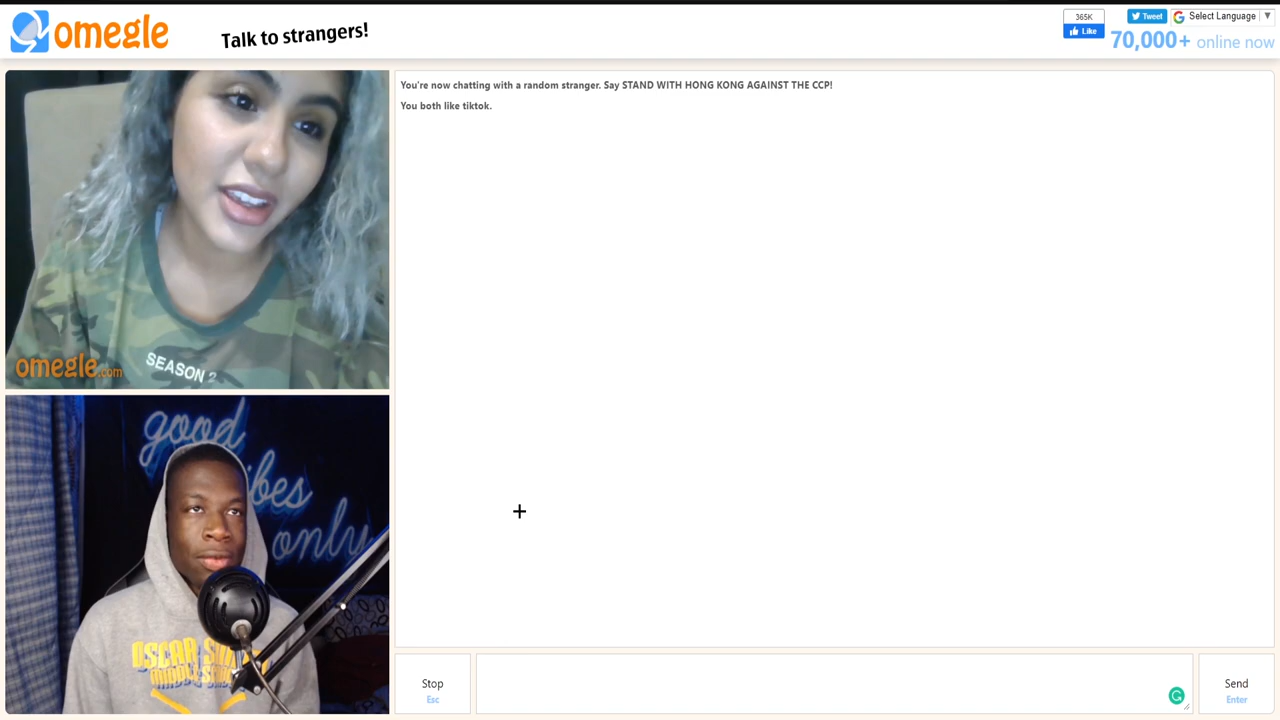 omegle
Talk to strangers!
365K
Like
Tweet
Select Language
70,000+ online now
You're now chatting with a random stranger. Say STAND WITH HONG KONG AGAINST THE CCP!
You both like tiktok.
SEASON 2
omegle.com
good
ibes
only
OSCAR
Stop
Esc
Send
Enter